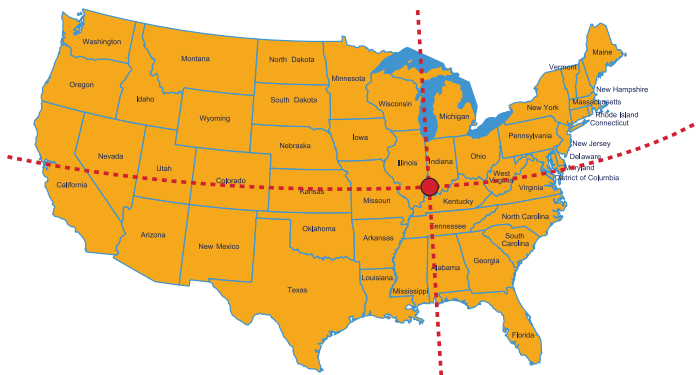 Washington
Montana
North Dakota
Minnesota
Maine
Vermont
Oregon
Idaho
South Dakota
Wisconsin
Michigan
New York
New Hampshire
Massachusetts
Rhode Island
Connecticut
Wyoming
Iowa
Pennsylvania
New Jersey
Nebraska
Nevada
Utah
Colorado
Illinois
Indiana
Ohio
Delaware
Maryland
District of Columbia
West
Virginia
Virginia
California
Kansas
Missouri
Kentucky
Arizona
New Mexico
Oklahoma
Arkansas
Tennessee
North Carolina
South
Carolina
Texas
Louisiana
Mississippi
Alabama
Georgia
Florida